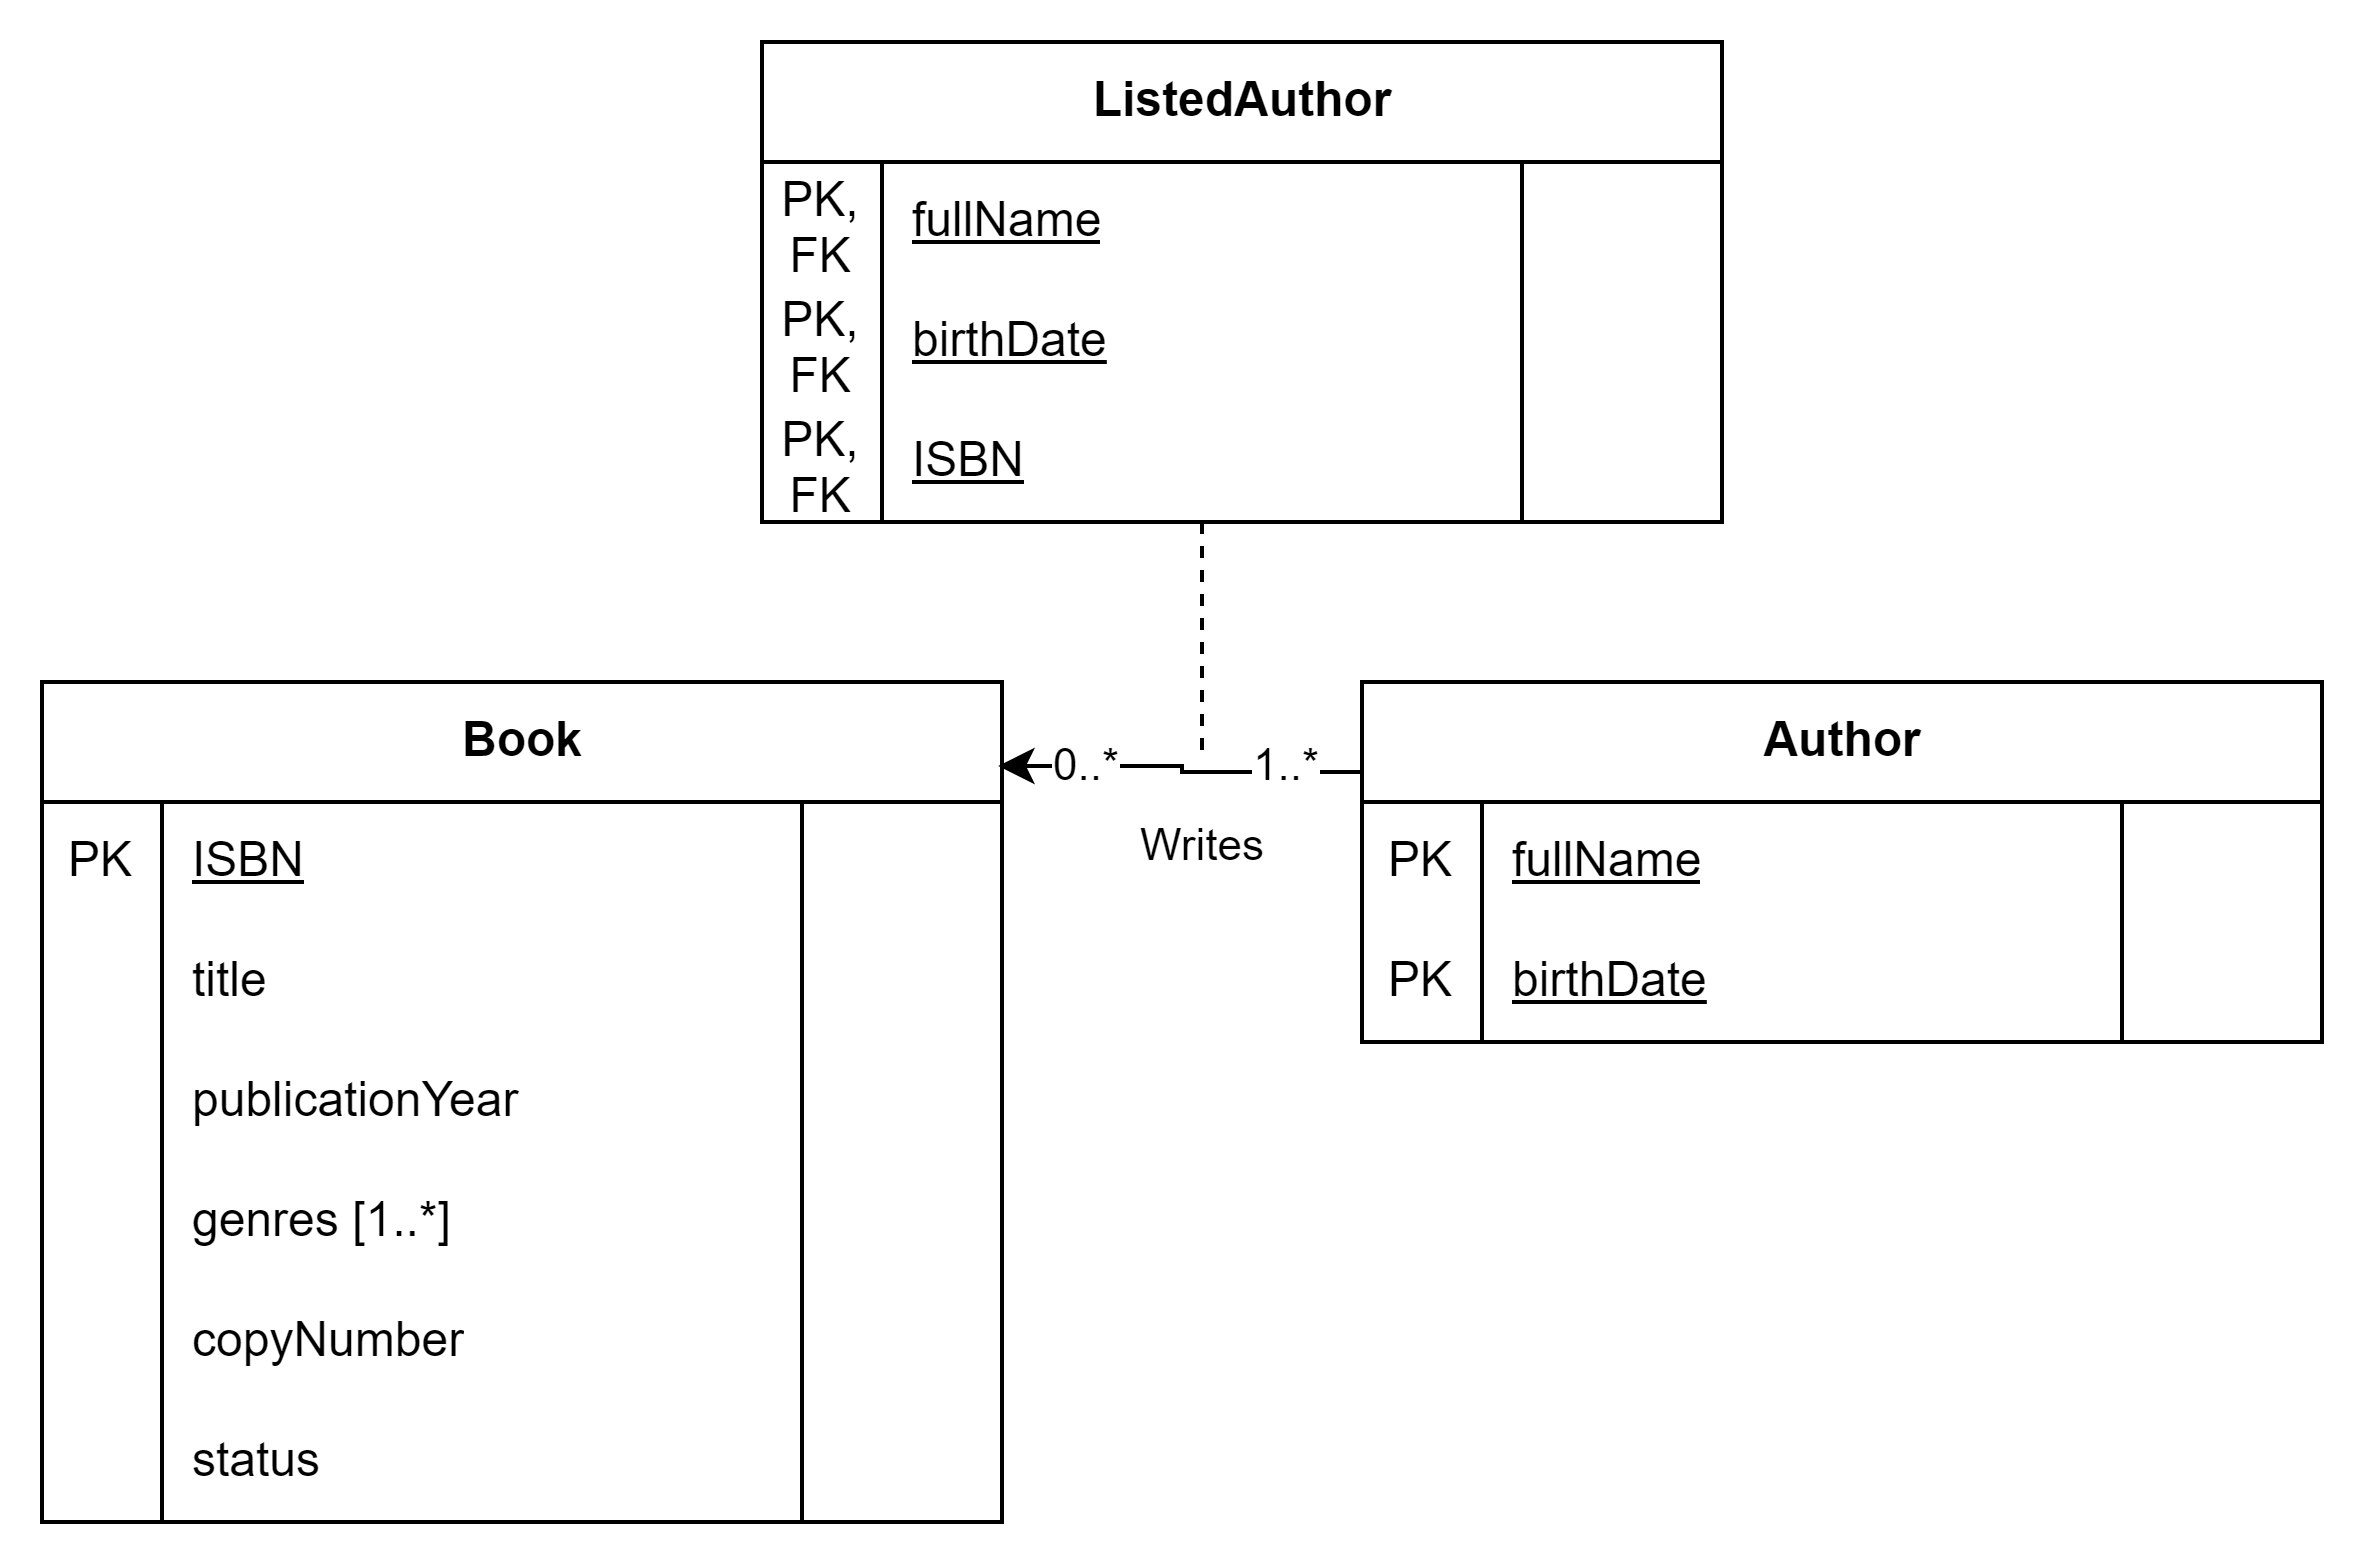 ListedAuthor
PK,
FK
fullName
PK,
FK
birthDate
PK,
FK
ISBN
Book
PK
ISBN
title
publicationYear
genres [1..*]
copyNumber
status
0..*
1..*
Writes
Author
PK
fullName
PK
birthDate